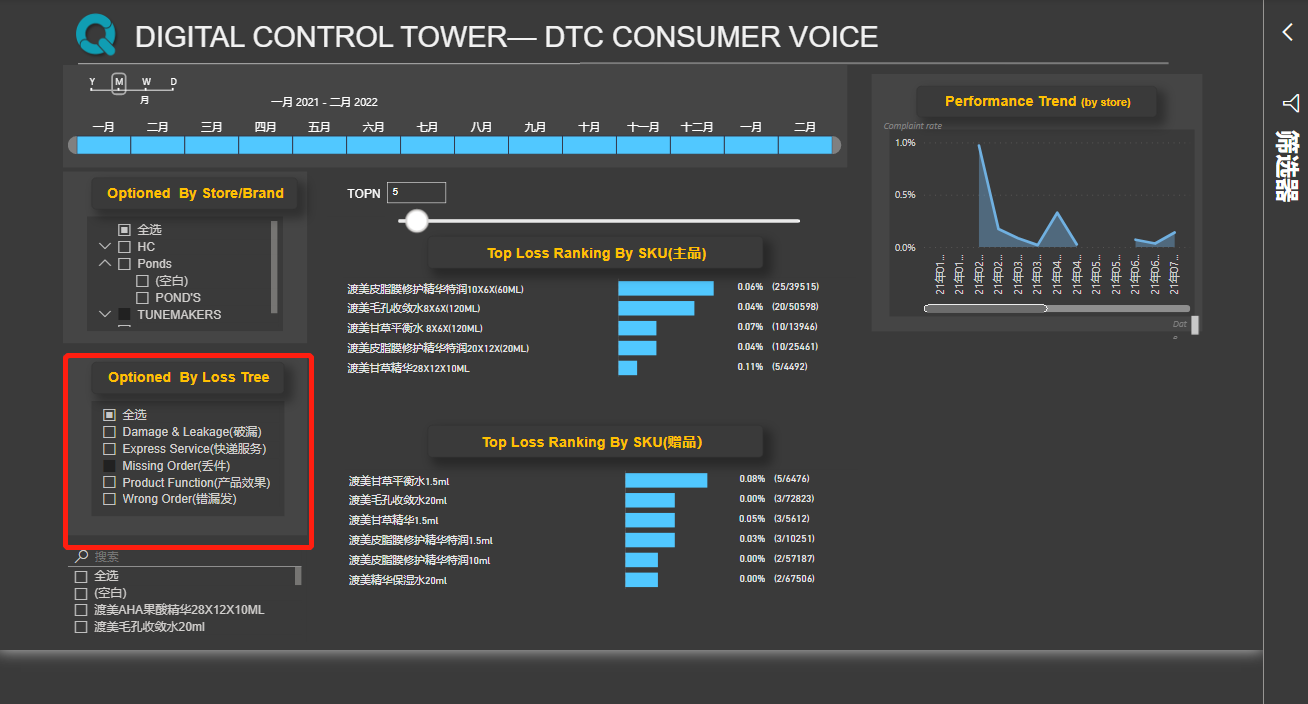 DIGITAL CONTROL TOWER— DTC CONSUMER VOICE
Y M W D
月
一月 2021 - 二月 2022
一月 二月 三月 四月 五月 六月 七月 八月 九月 十月 十一月 十二月 一月 二月
Optioned By Store/Brand
全选
HC
Ponds
(空白)
POND'S
TUNEMAKERS
Optioned By Loss Tree
全选
Damage & Leakage(破漏)
Express Service(快递服务)
Missing Order(丢件)
Product Function(产品效果)
Wrong Order(错漏发)
搜索
全选
(空白)
渡美AHA果酸精华28X12X10ML
渡美毛孔收敛水20ml
TOPN 5
Top Loss Ranking By SKU(主品)
渡美皮脂膜修护精华特润10X6X(60ML) 0.06% (25/39515)
渡美毛孔收敛水8X6X(120ML) 0.04% (20/50598)
渡美甘草平衡水 8X6X(120ML) 0.07% (10/13946)
渡美皮脂膜修护精华特润20X12X(20ML) 0.04% (10/25461)
渡美甘草精华28X12X10ML 0.11% (5/4492)
Top Loss Ranking By SKU(赠品)
渡美甘草平衡水1.5ml 0.08% (5/6476)
渡美毛孔收敛水20ml 0.00% (3/72823)
渡美甘草精华1.5ml 0.05% (3/5612)
渡美皮脂膜修护精华特润1.5ml 0.03% (3/10251)
渡美皮脂膜修护精华特润10ml 0.00% (2/57187)
渡美精华保湿水20ml 0.00% (2/67506)
Performance Trend (by store)
Complaint rate
1.0%
0.5%
0.0%
21年01... 21年01... 21年02... 21年02... 21年03... 21年03... 21年04... 21年04... 21年05... 21年05... 21年06... 21年06... 21年07...
Dat
e
筛选器